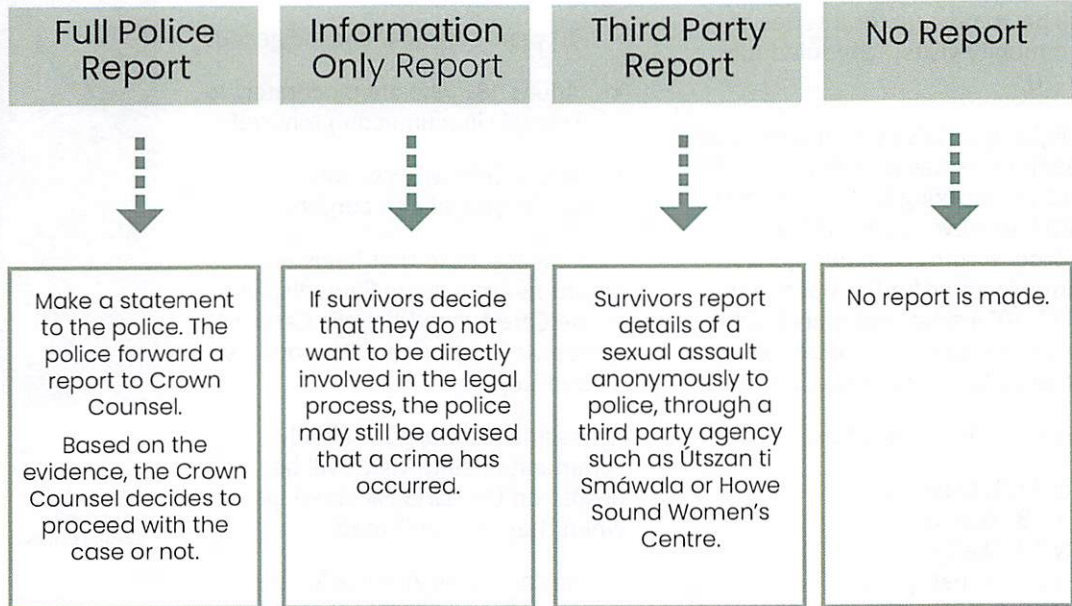 Full Police
Report
Information
Only Report
Third Party
Report
No Report
Make a statement
to the police. The
police forward a
report to Crown
Counsel.
Based on the
evidence, the Crown
Counsel decides to
proceed with the
case or not.
If survivors decide
that they do not
want to be directly
involved in the legal
process, the police
may still be advised
that a crime has
occurred.
Survivors report
details of a
sexual assault
anonymously to
police, through a
third party agency
such as Útszan ti
Smáwala or Howe
Sound Women's
Centre.
No report is made.